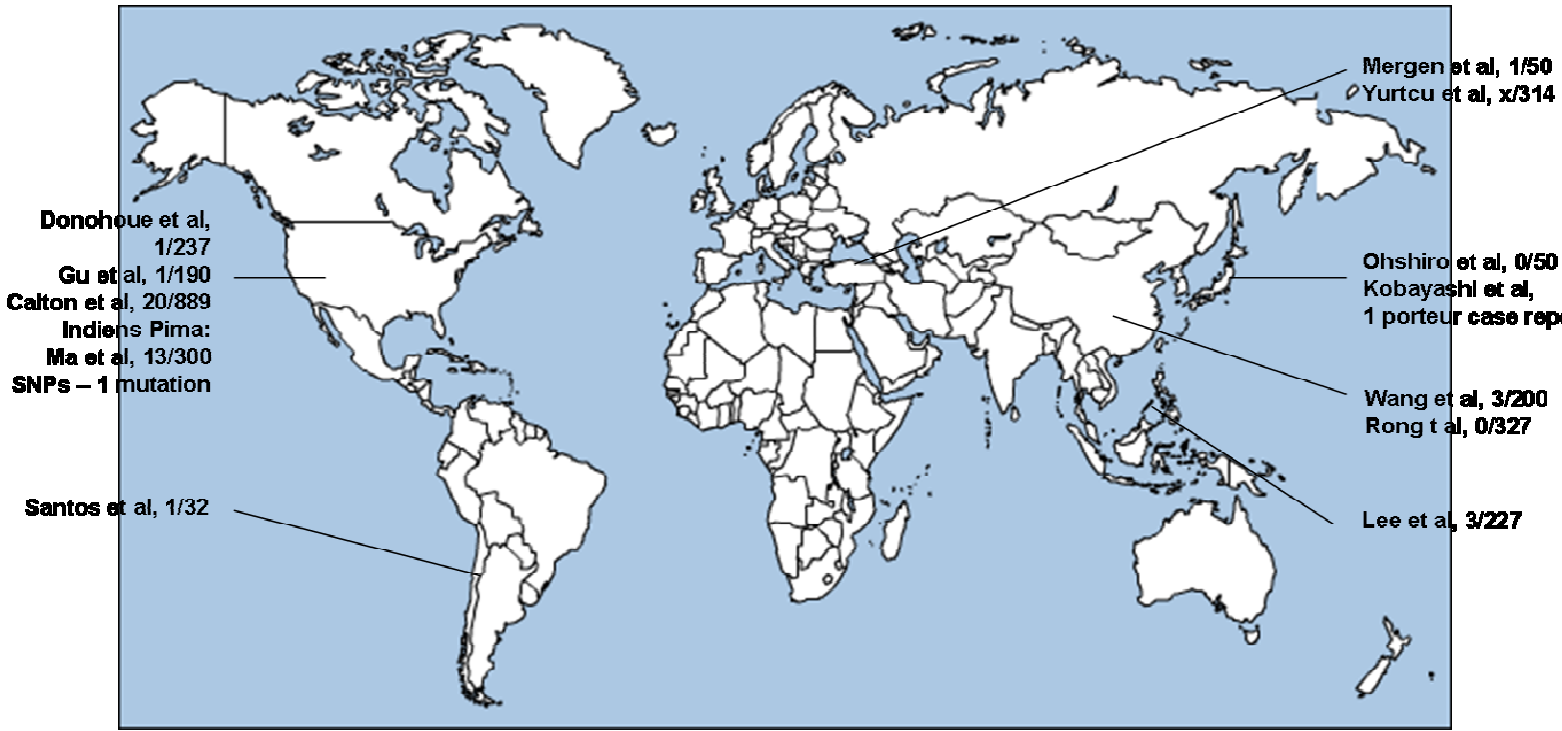 Donohoue et al,
1/237
Gu et al, 1/190
Calton et al, 20/889
Indiens Pima:
Ma et al, 13/300
SNPs – 1 mutation
Santos et al, 1/32
Mergen et al, 1/50
Yurtcu et al, x/314
Ohshiro et al, 0/50
Kobayashi et al,
1 porteur case repo
Wang et al, 3/200
Rong t al, 0/327
Lee et al, 3/227